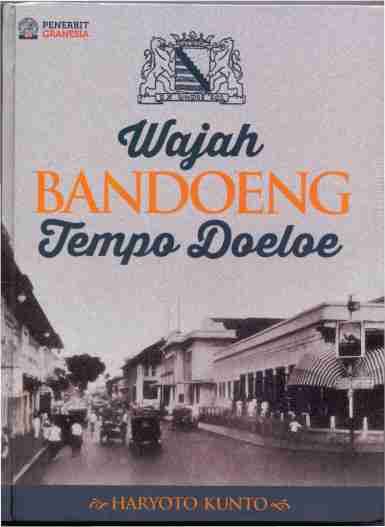 PENERBIT
GRANESIA
Wajah
BANDOENG
Tempo Doeloe
HARYOTO KUNTO